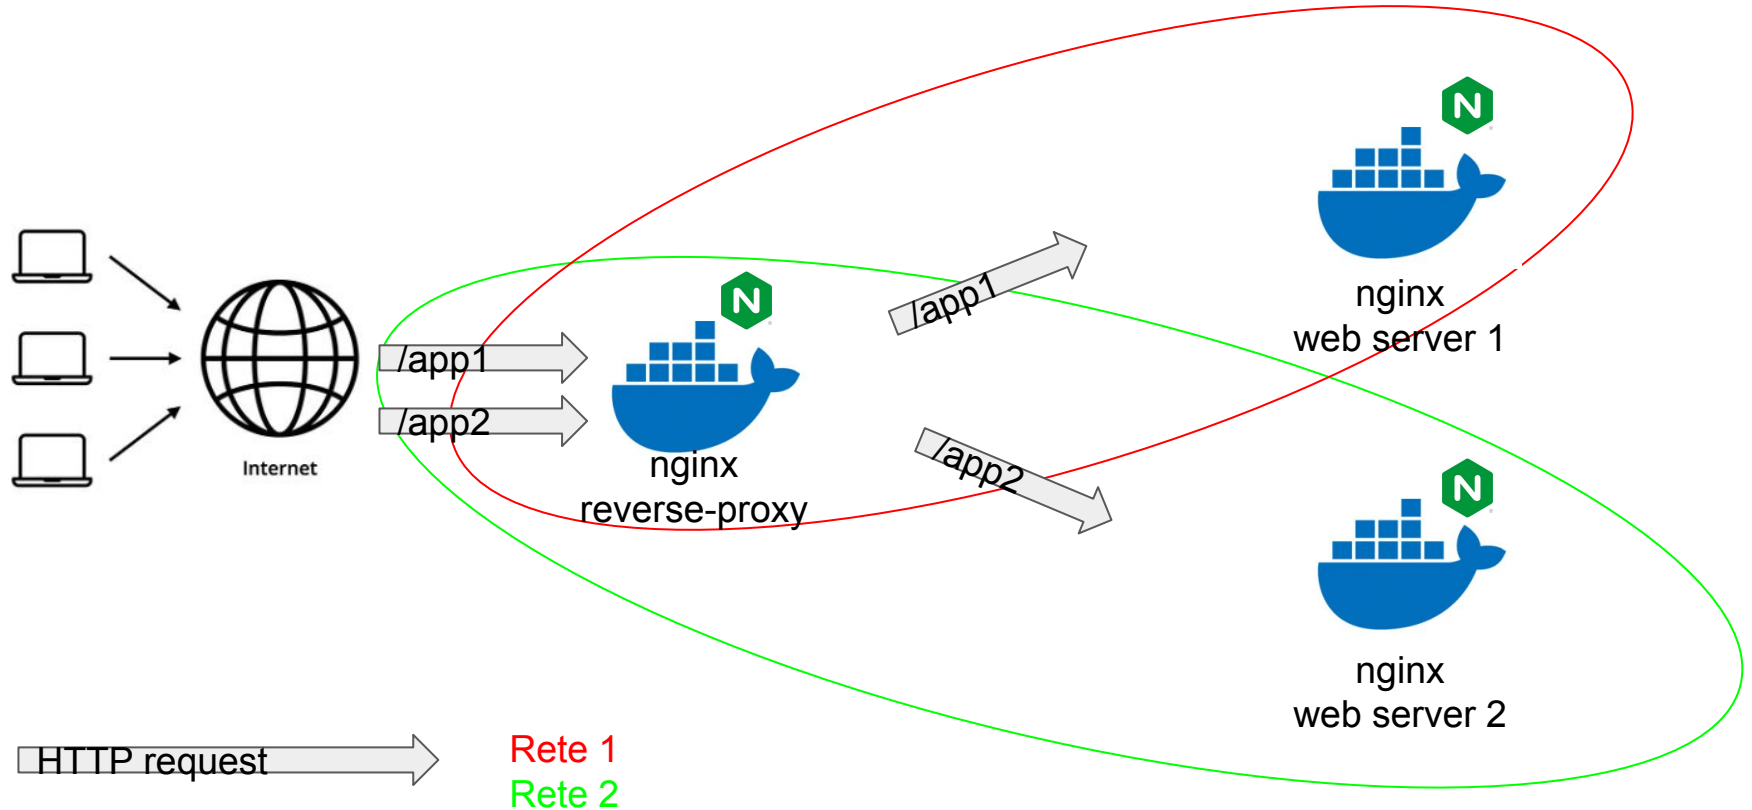 N
nginx
web server 1
/app1
N
/app1
/app2
Internet
nginx
reverse-proxy
/app2
N
nginx
web server 2
HTTP request
Rete 1
Rete 2